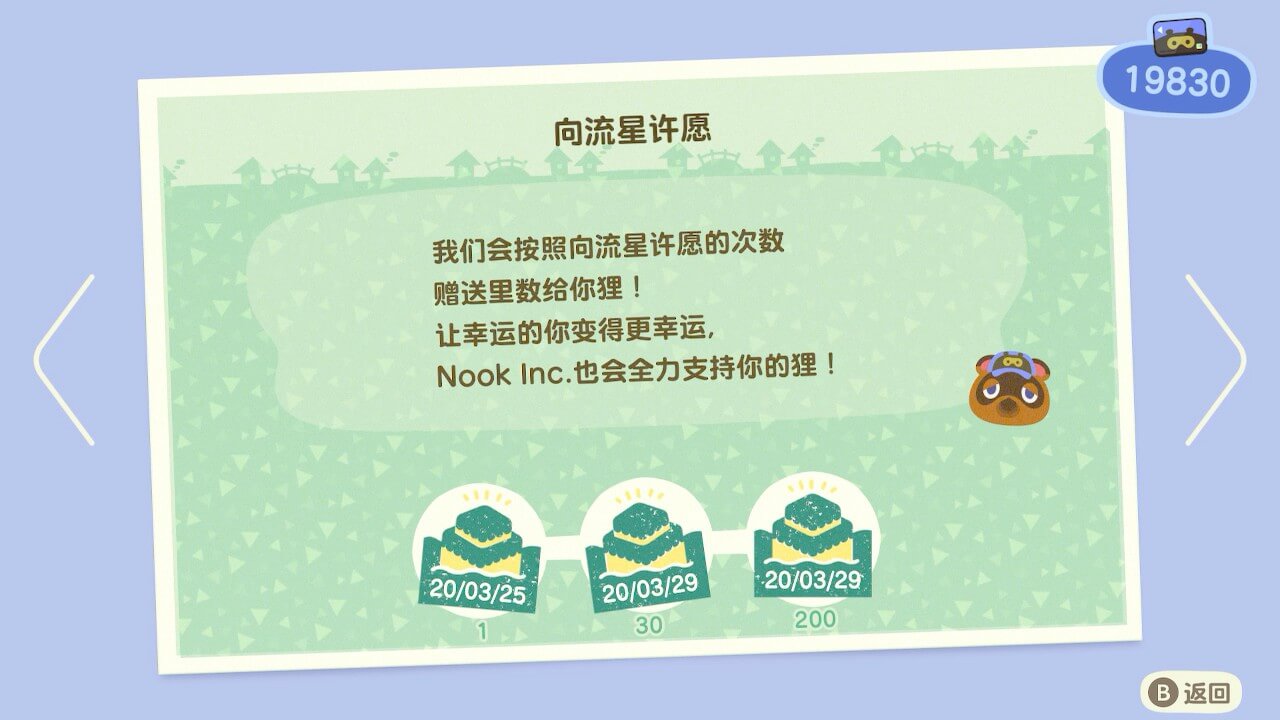 19830
向流星许愿
我们会按照向流星许愿的次数
赠送里数给你狸！
让幸运的你变得更幸运,
Nook Inc.也会全力支持你的狸！
20/03/25
20/03/29
20/03/29
1
30
200
B 返回